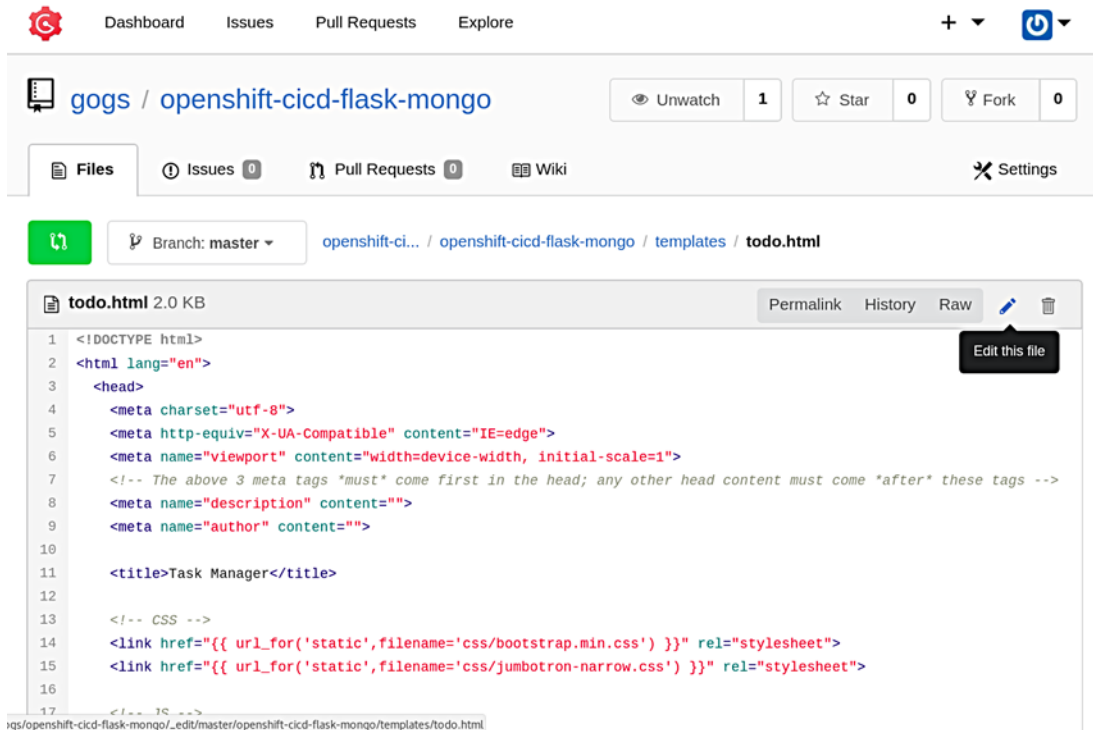 Dashboard Issues Pull Requests Explore +
gogs / openshift-cicd-flask-mongo Unwatch 1 Star 0 Fork 0
Files Issues 0 Pull Requests 0 Wiki Settings
Branch: master openshift-ci... / openshift-cicd-flask-mongo / templates / todo.html
todo.html 2.0 KB Permalink History Raw
Edit this file
1 <!DOCTYPE html>
2 <html lang="en">
3 <head>
4 <meta charset="utf-8">
5 <meta http-equiv="X-UA-Compatible" content="IE=edge">
6 <meta name="viewport" content="width=device-width, initial-scale=1">
7 <!-- The above 3 meta tags *must* come first in the head; any other head content must come *after* these tags -->
8 <meta name="description" content="">
9 <meta name="author" content="">
10
11 <title>Task Manager</title>
12
13 <!-- CSS -->
14 <link href="{{ url_for('static',filename='css/bootstrap.min.css') }}" rel="stylesheet">
15 <link href="{{ url_for('static',filename='css/jumbotron-narrow.css') }}" rel="stylesheet">
16
17 <!-- JS -->
ogs/openshift-cicd-flask-mongo/_edit/master/openshift-cicd-flask-mongo/templates/todo.html